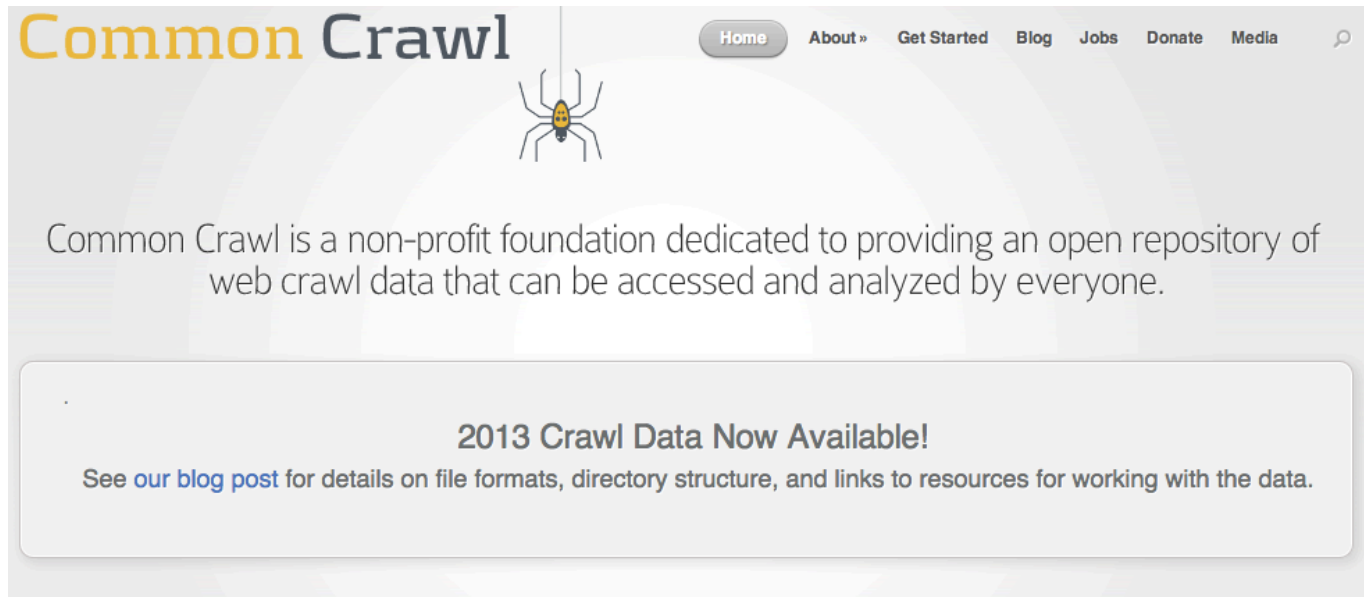 Common Crawl
Home About» Get Started Blog Jobs Donate Media
Common Crawl is a non-profit foundation dedicated to providing an open repository of
web crawl data that can be accessed and analyzed by everyone.
.
2013 Crawl Data Now Available!
See our blog post for details on file formats, directory structure, and links to resources for working with the data.